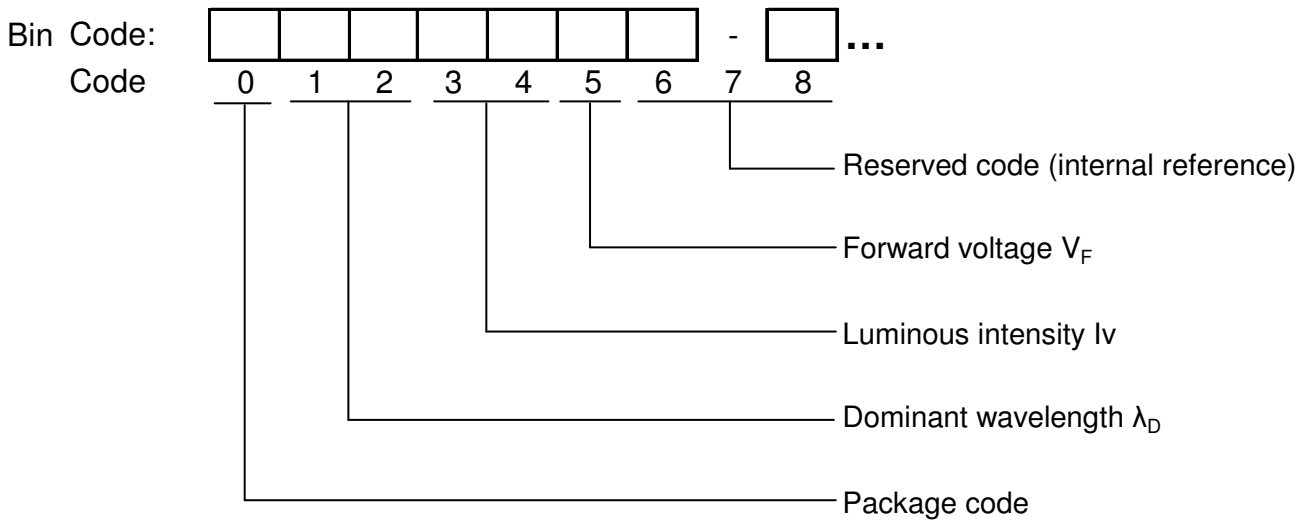 Bin Code: - ...
Code 0 1 2 3 4 5 6 7 8
Reserved code (internal reference)
Forward voltage VF
Luminous intensity Iv
Dominant wavelength λD
Package code